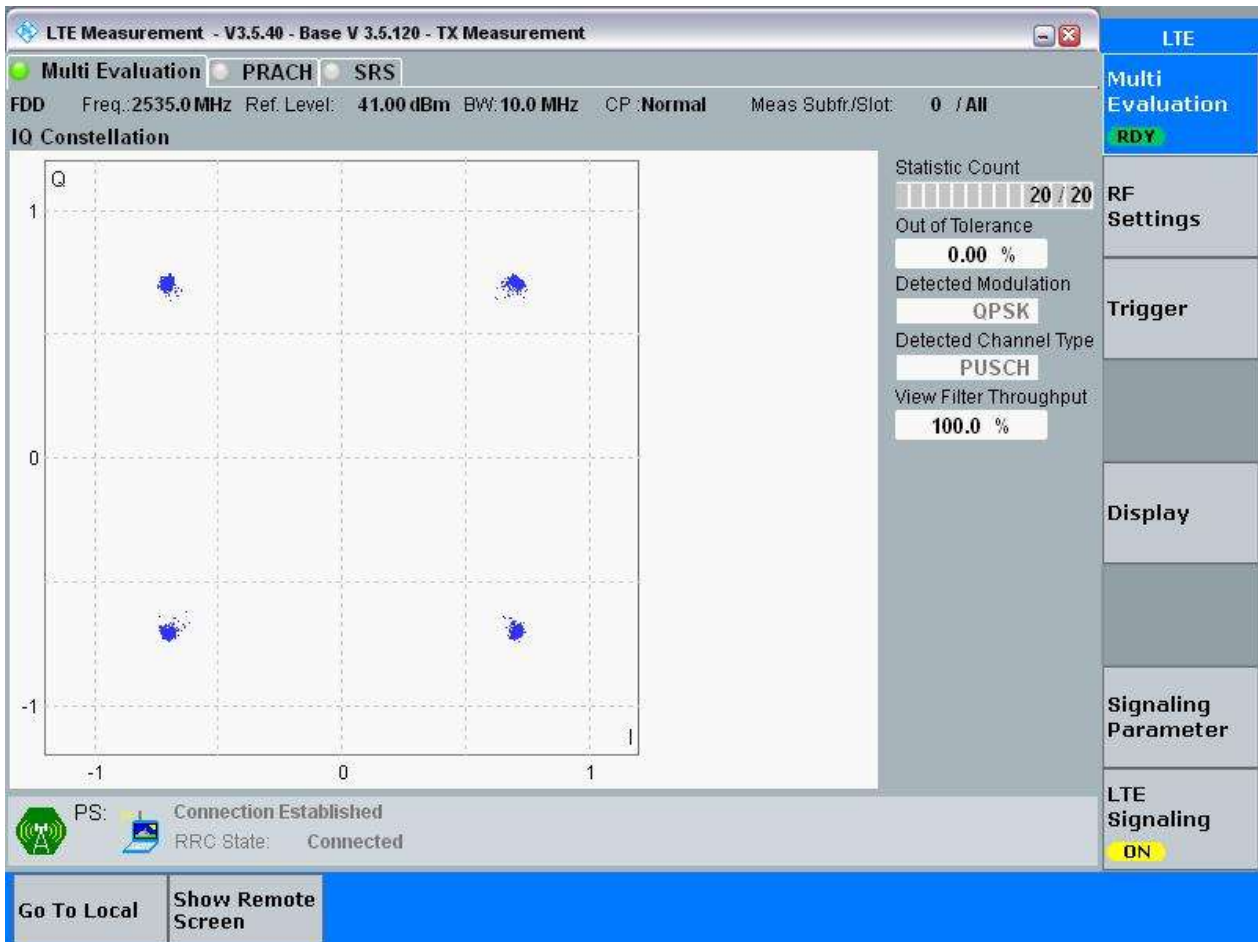 LTE Measurement - V3.5.40 - Base V 3.5.120 - TX Measurement
Multi Evaluation PRACH SRS
FDD Freq.:2535.0 MHz Ref. Level: 41.00 dBm BW:10.0 MHz CP :Normal Meas Subfr./Slot: 0 / All
IQ Constellation
Q
1
0
-1
I
-1
0
1
Statistic Count
20 / 20
Out of Tolerance
0.00 %
Detected Modulation
QPSK
Detected Channel Type
PUSCH
View Filter Throughput
100.0 %
PS: Connection Established
RRC State: Connected
LTE
Multi
Evaluation
RDY
RF
Settings
Trigger
Display
Signaling
Parameter
LTE
Signaling
ON
Go To Local
Show Remote
Screen